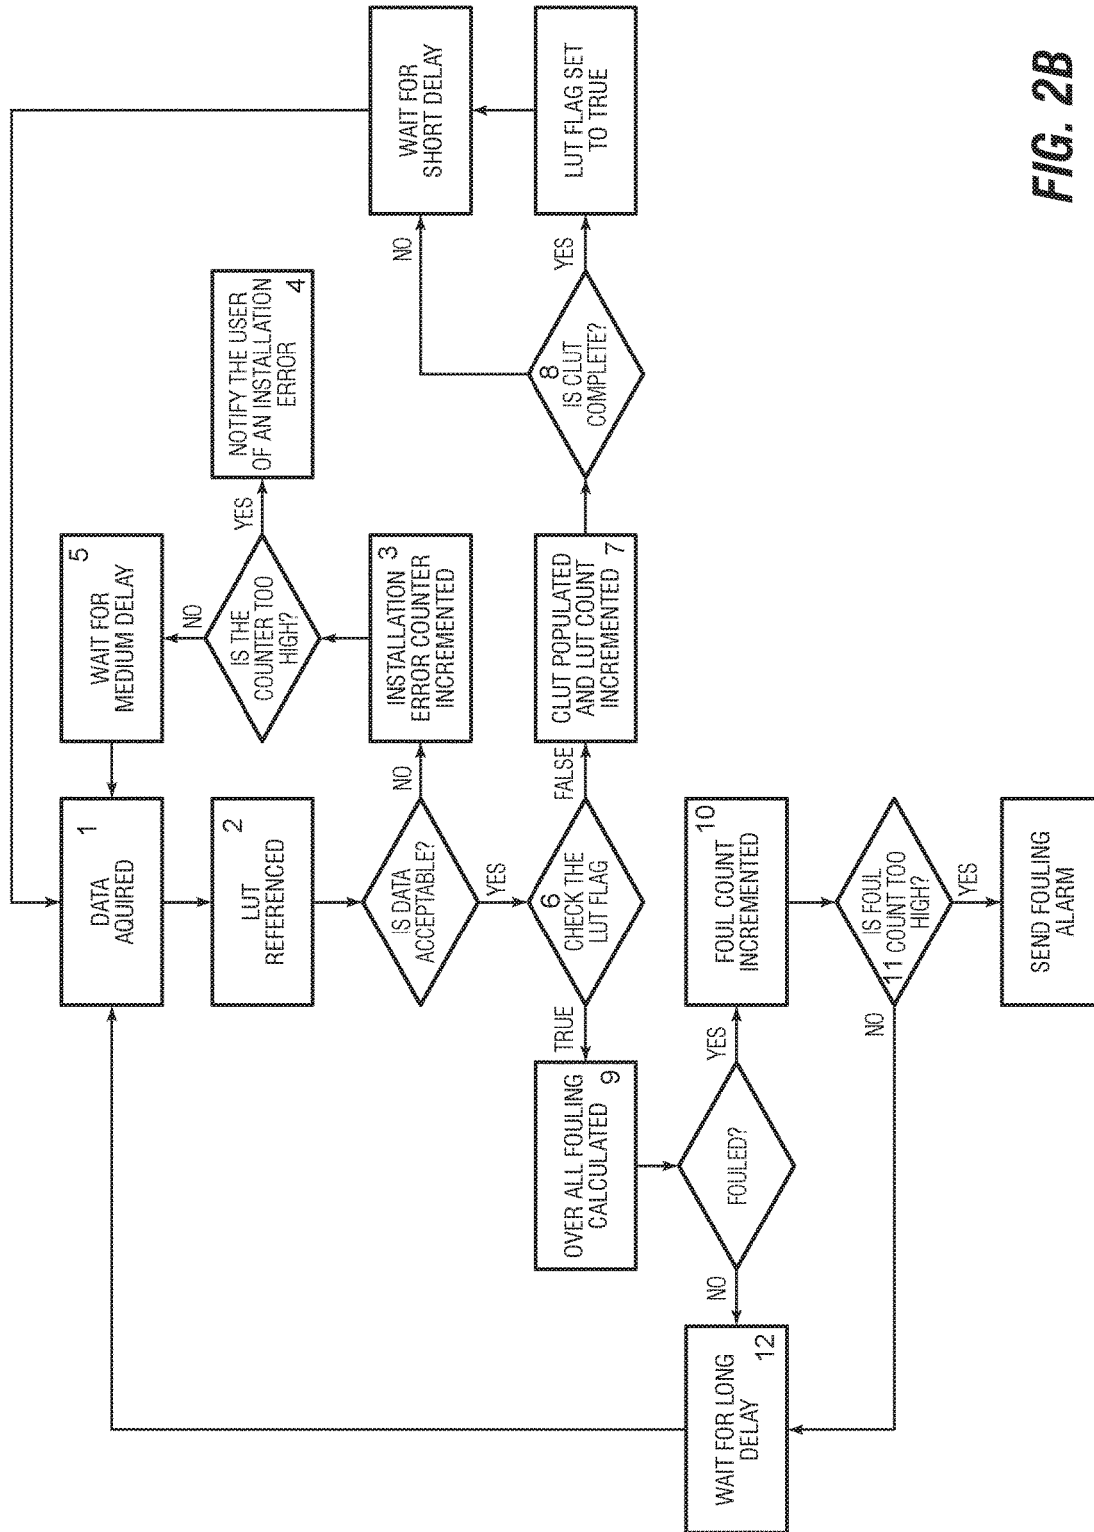 1
DATA
AQUIRED
2
LUT
REFERENCED
IS DATA
ACCEPTABLE?
NO
YES
3
INSTALLATION
ERROR COUNTER
INCREMENTED
IS THE
COUNTER TOO
HIGH?
NO
YES
4
NOTIFY THE USER
OF AN INSTALLATION
ERROR
5
WAIT FOR
MEDIUM DELAY
6
CHECK THE
LUT FLAG
TRUE
FALSE
CLUT POPULATED
AND LUT COUNT
INCREMENTED
7
8
IS CLUT
COMPLETE?
NO
YES
LUT FLAG SET
TO TRUE
WAIT FOR
SHORT DELAY
OVER ALL FOULING
CALCULATED
9
FOULED?
NO
YES
10
FOUL COUNT
INCREMENTED
IS FOUL
11 COUNT TOO
HIGH?
NO
YES
SEND FOULING
ALARM
WAIT FOR LONG
DELAY
12
FIG. 2B